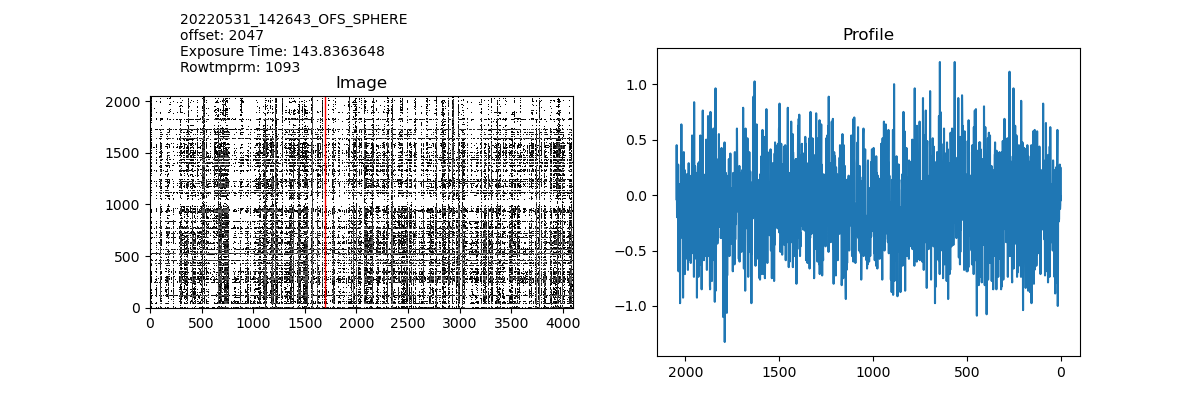 20220531_142643_OFS_SPHERE
offset: 2047
Exposure Time: 143.8363648
Rowtmprm: 1093
Image
2000
1500
1000
500
0
0 500 1000 1500 2000 2500 3000 3500 4000
Profile
1.0
0.5
0.0
−0.5
−1.0
2000 1500 1000 500 0